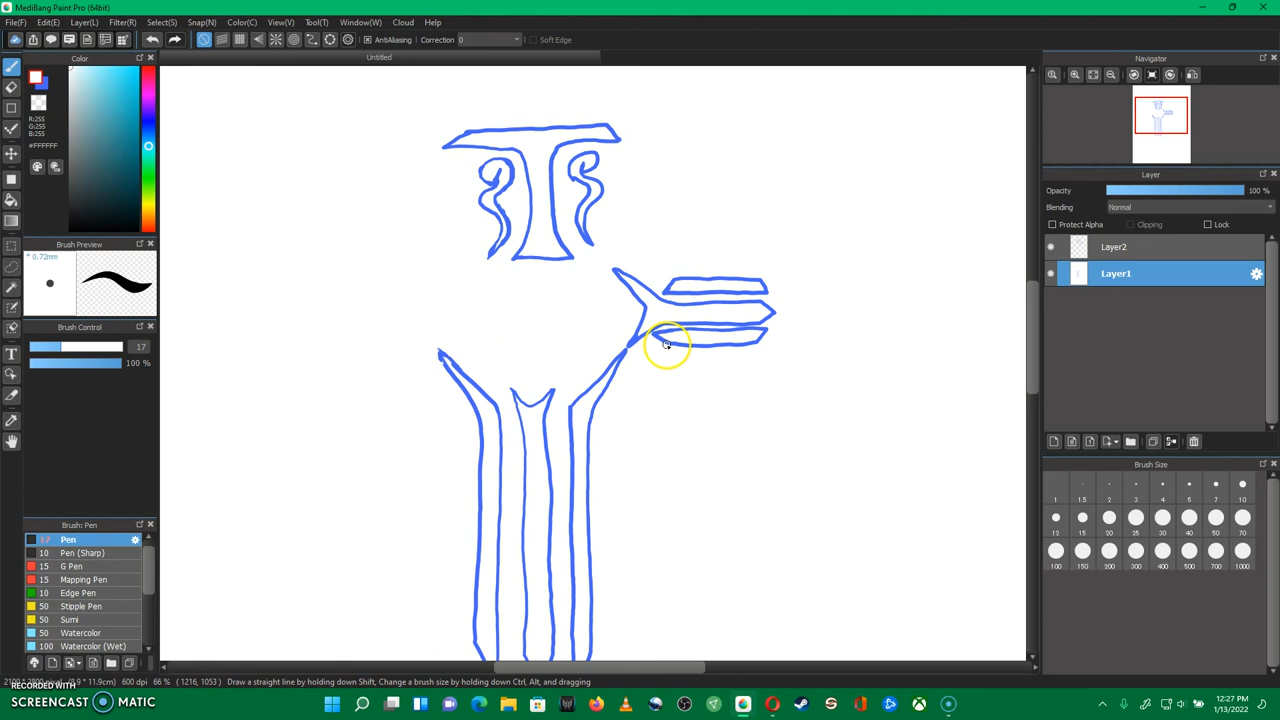 MediBang Paint Pro (64bit)
File(F) Edit(E) Layer(L) Filter(R) Select(S) Snap(N) Color(C) View(V) Tool(T) Window(W) Cloud Help
AntiAliasing Correction 0 Soft Edge
Color
Untitled
Navigator
R:255
G:255
B:255
#FFFFFF
Layer
Opacity 100 %
Blending Normal
Protect Alpha Clipping Lock
Brush Preview
* 0.72mm
Layer2
Layer1
Brush Control
17
100 %
Brush Size
1 1.5 2 3 4 5 7 10
12 15 20 25 30 40 50 70
100 150 200 300 400 500 700 1000
Brush: Pen
17 Pen
10 Pen (Sharp)
15 G Pen
15 Mapping Pen
10 Edge Pen
50 Stipple Pen
50 Sumi
50 Watercolor
100 Watercolor (Wet)
600 dpi 66 % ( 1216, 1053 ) Draw a straight line by holding down Shift, Change a brush size by holding down Ctrl, Alt, and dragging
RECORDED WITH
SCREENCAST MATIC
12:27 PM
1/13/2022